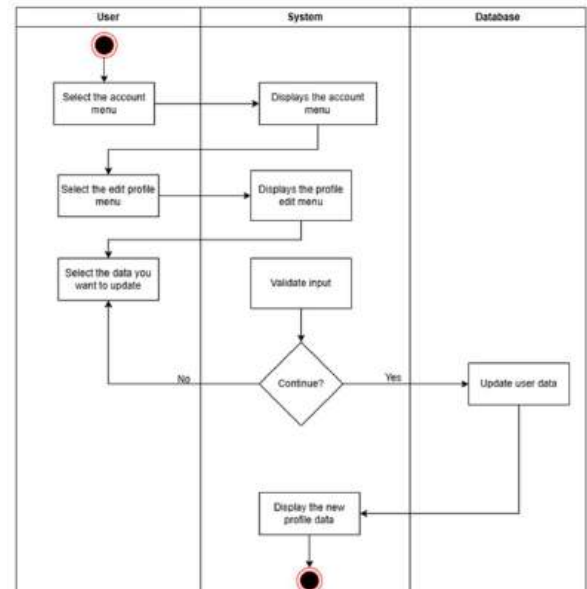 User
System
Database
Select the account
menu
Displays the account
menu
Select the edit profile
menu
Displays the profile
edit menu
Select the data you
want to update
Validate input
Continue?
No
Yes
Update user data
Display the new
profile data